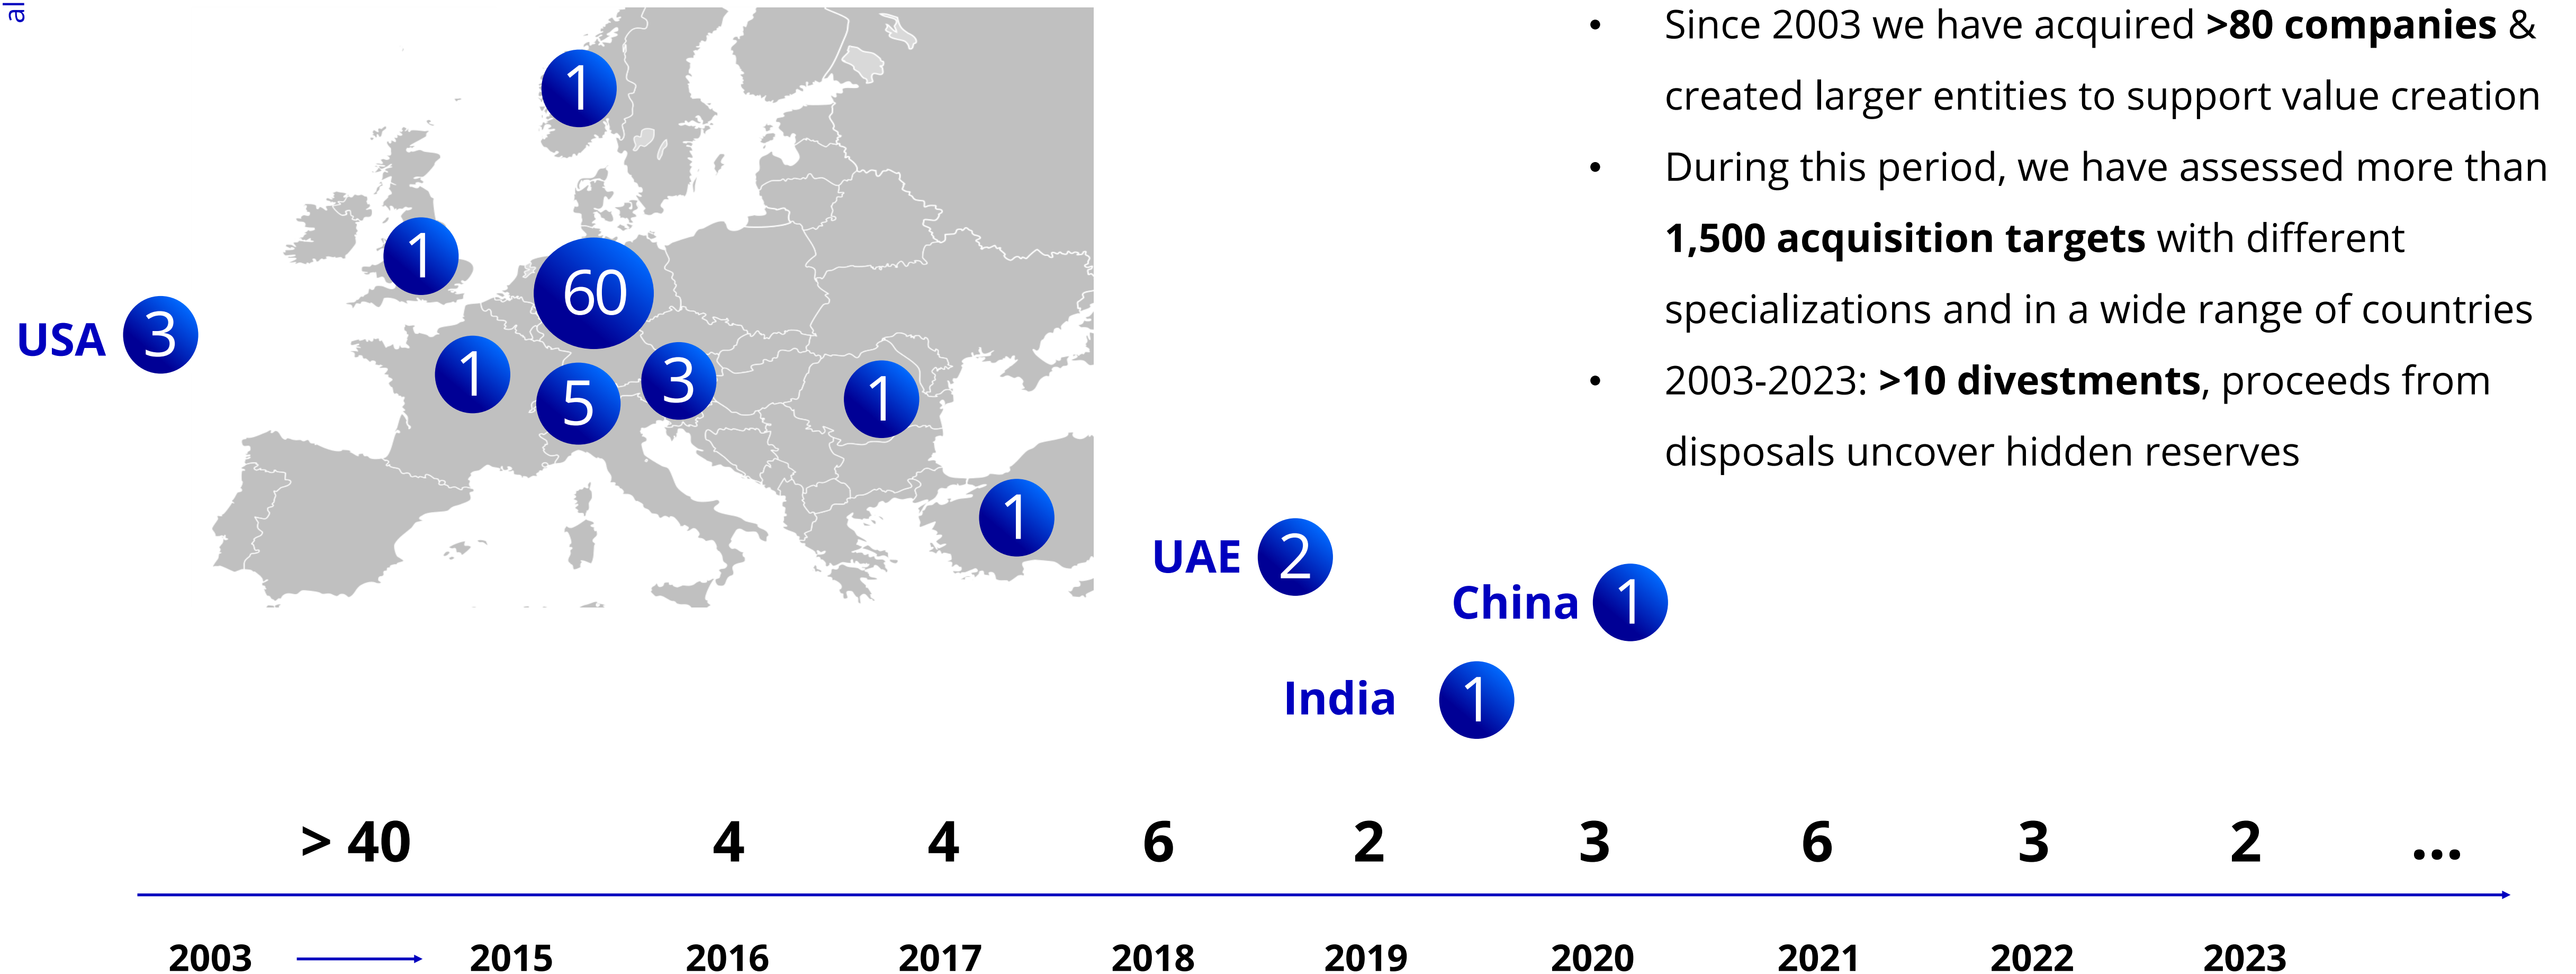 al
• Since 2003 we have acquired >80 companies &
created larger entities to support value creation
• During this period, we have assessed more than
1,500 acquisition targets with different
specializations and in a wide range of countries
• 2003-2023: >10 divestments, proceeds from
disposals uncover hidden reserves
1
1
60
USA 3
1
5
3
1
1
UAE 2
China 1
India 1
> 40 4 4 6 2 3 6 3 2 ...
2003 2015 2016 2017 2018 2019 2020 2021 2022 2023